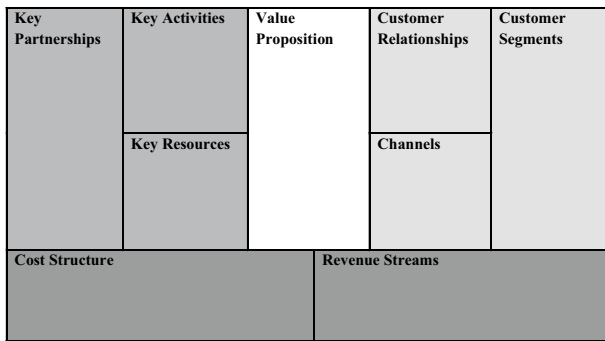 Key
Partnerships
Key Activities
Key Resources
Value
Proposition
Customer
Relationships
Channels
Customer
Segments
Cost Structure
Revenue Streams